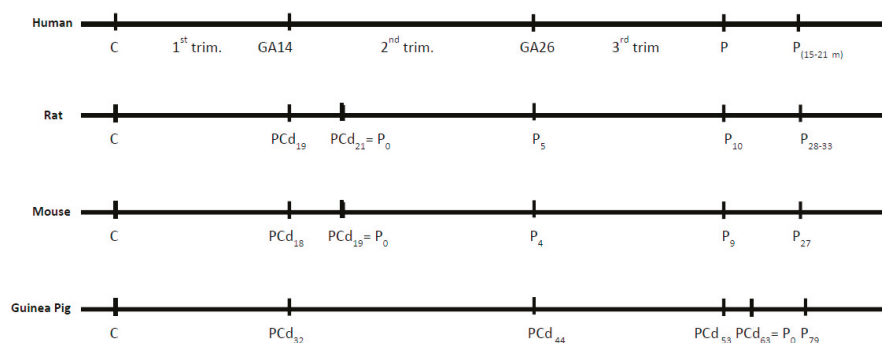 Human
C 1st trim. GA14 2nd trim. GA26 3rd trim P P(15-21 m)
Rat
C PCd19 PCd21= P0 P5 P10 P28-33
Mouse
C PCd18 PCd19= P0 P4 P9 P27
Guinea Pig
C PCd32 PCd44 PCd53 PCd63= P0 P79